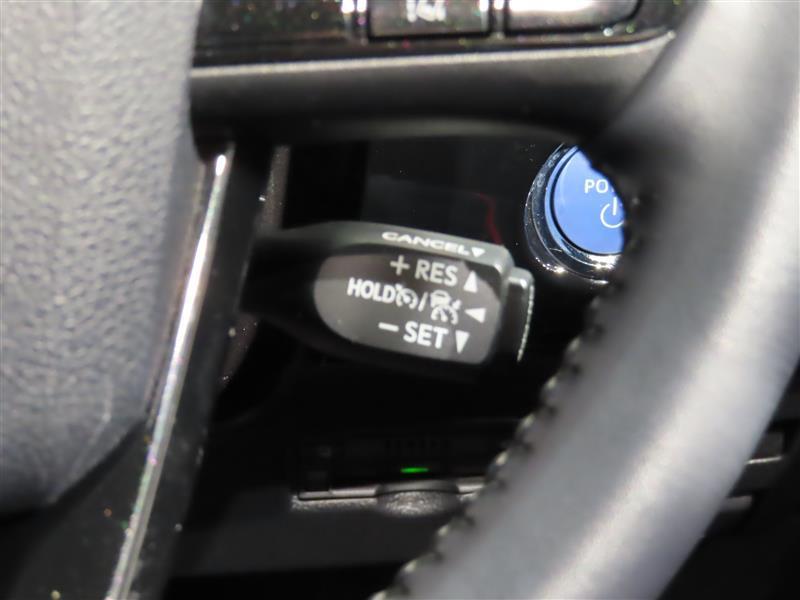 PO
CANCEL
+ RES
HOLD /
− SET